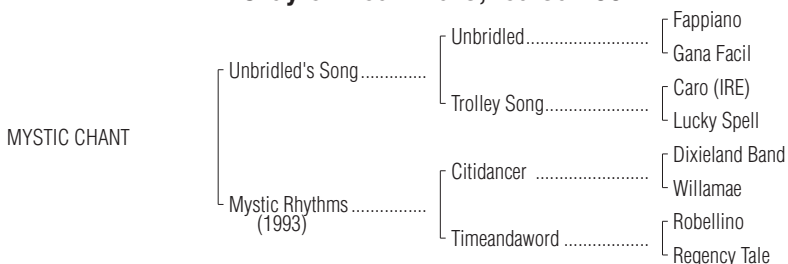 Fappiano
Unbridled........................
Gana Facil
Unbridled's Song..............
Caro (IRE)
Trolley Song.....................
Lucky Spell
MYSTIC CHANT
Dixieland Band
Citidancer ......................
Willamae
Mystic Rhythms ................
(1993)
Robellino
Timeandaword .................
Regency Tale